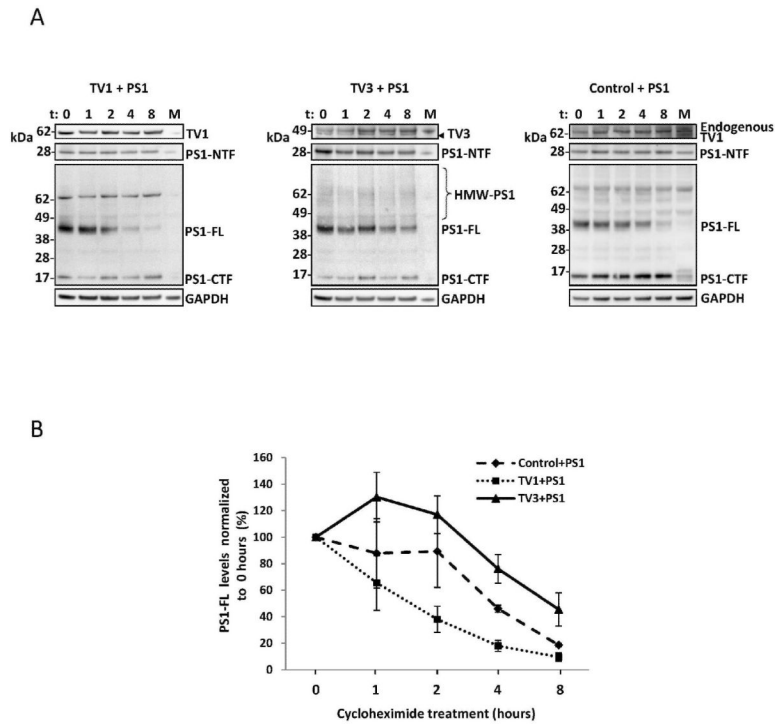 A
TV1 + PS1
t: 0 1 2 4 8 M
kDa
62 TV1
28 PS1-NTF
62
49
38 PS1-FL
28
17 PS1-CTF
GAPDH
TV3 + PS1
t: 0 1 2 4 8 M
kDa
49 TV3
28 PS1-NTF
62 HMW-PS1
49
38 PS1-FL
28
17 PS1-CTF
GAPDH
Control + PS1
t: 0 1 2 4 8 M
kDa
62 Endogenous TV1
28 PS1-NTF
62
49
38 PS1-FL
28
17 PS1-CTF
GAPDH
B
PS1-FL levels normalized
to 0 hours (%)
160
140
120
100
80
60
40
20
0
Control+PS1
TV1+PS1
TV3+PS1
0 1 2 4 8
Cycloheximide treatment (hours)